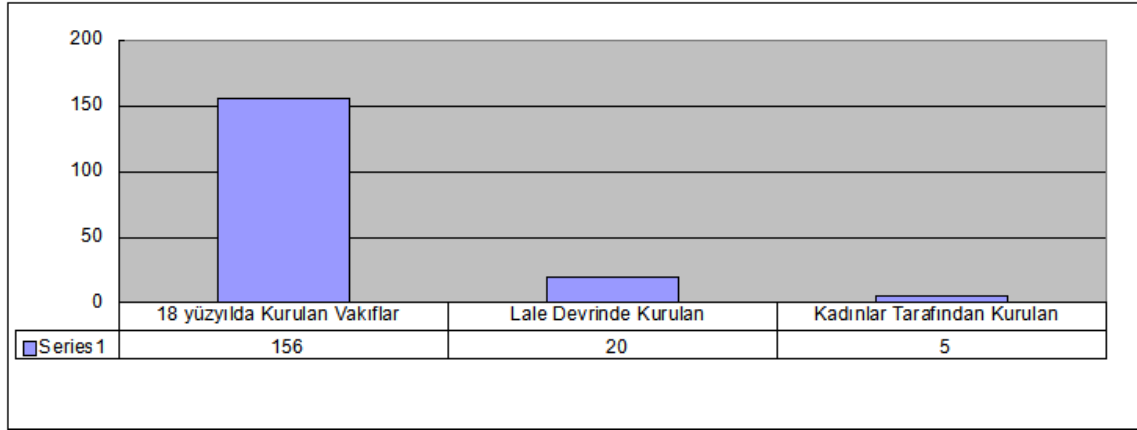 200
150
100
50
0
18 yüzyılda Kurulan Vakıflar Lale Devrinde Kurulan Kadınlar Tarafından Kurulan
Series1 156 20 5